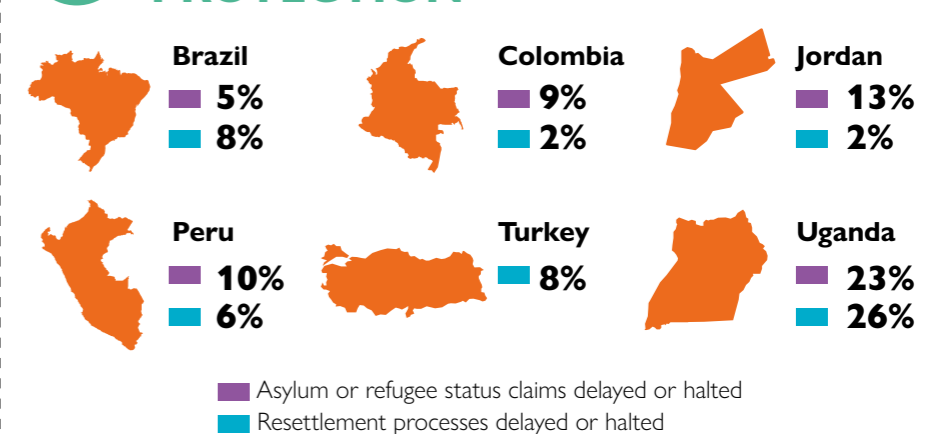 PROTECTION
Brazil
5%
8%
Colombia
9%
2%
Jordan
13%
2%
Peru
10%
6%
Turkey
8%
Uganda
23%
26%
Asylum or refugee status claims delayed or halted
Resettlement processes delayed or halted